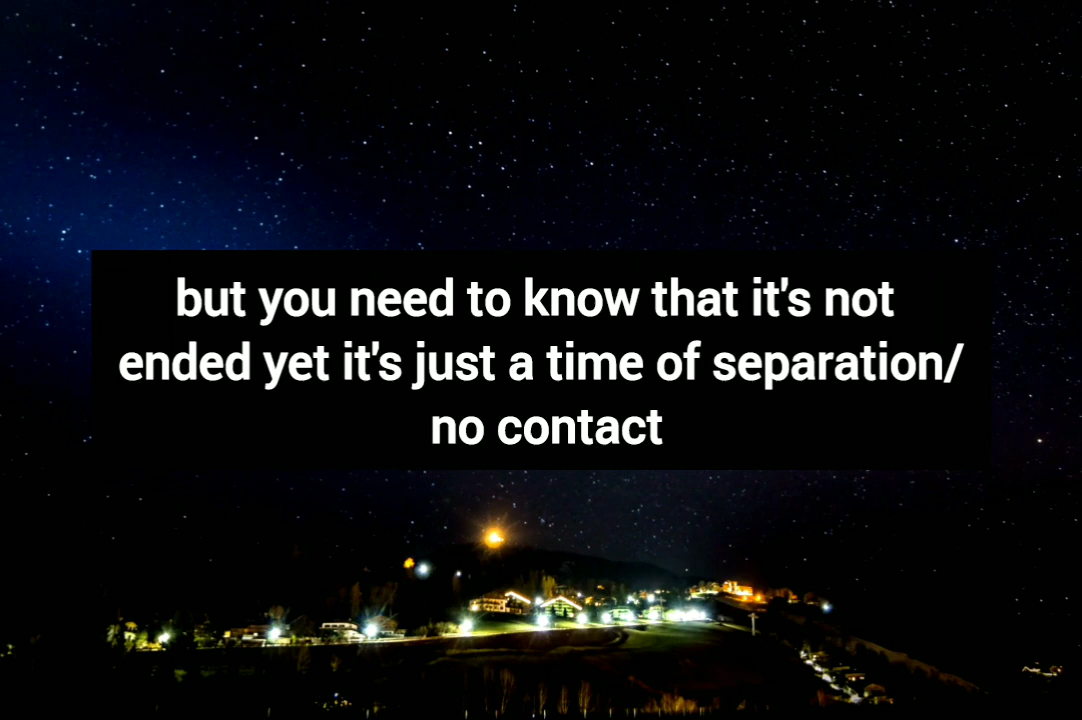 but you need to know that it's not
ended yet it's just a time of separation/
no contact